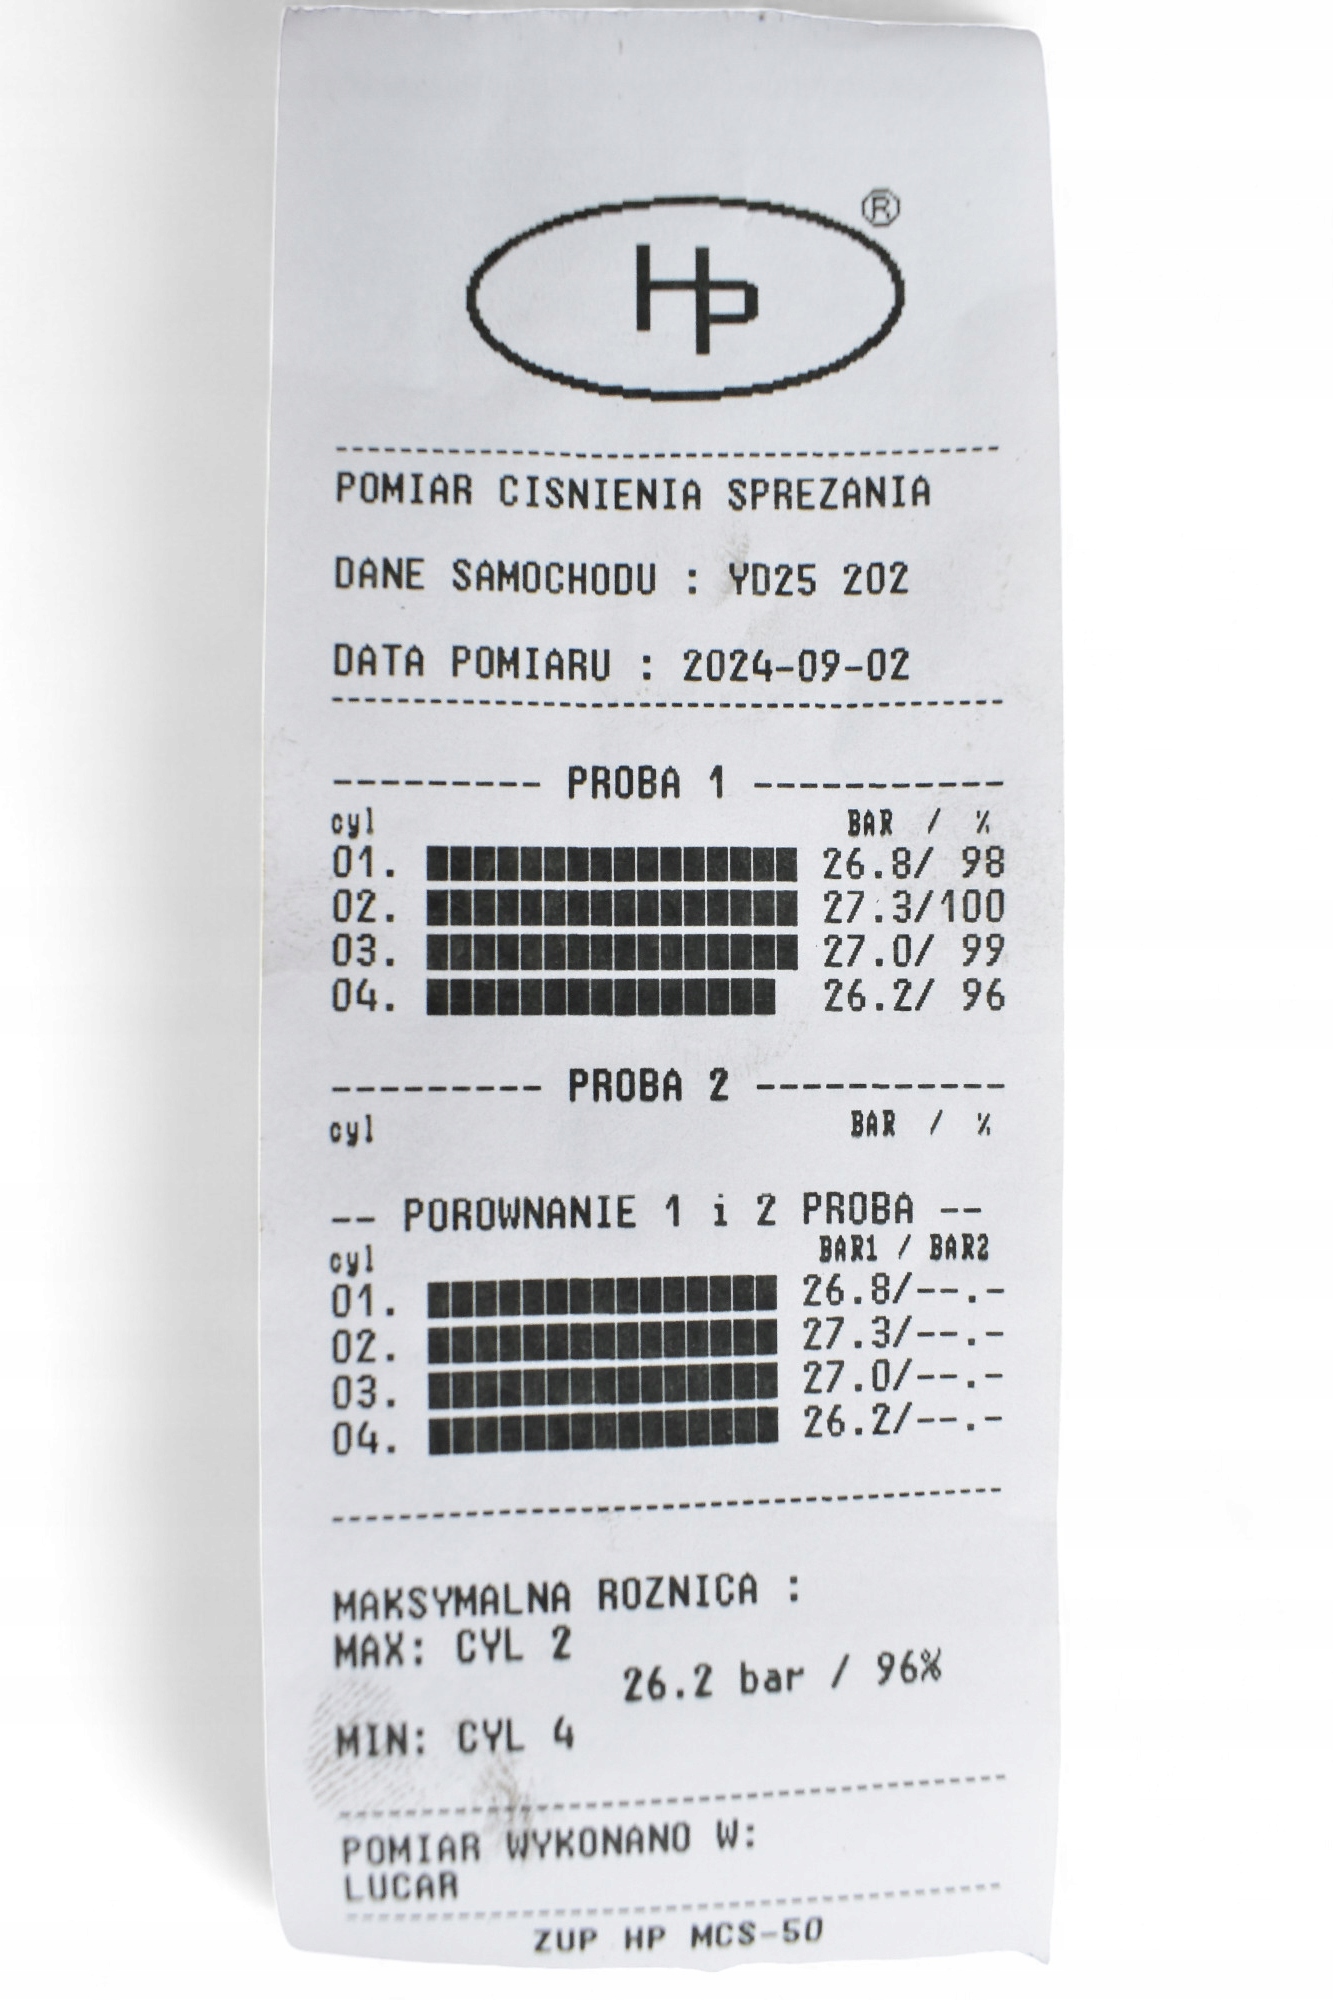 Hp ®
POMIAR CISNIENIA SPREZANIA
DANE SAMOCHODU : YD25 202
DATA POMIARU : 2024-09-02
--------- PROBA 1 -----------
cyl BAR / %
01. 26.8/ 98
02. 27.3/100
03. 27.0/ 99
04. 26.2/ 96
--------- PROBA 2 -----------
cyl BAR / %
-- POROWNANIE 1 i 2 PROBA --
cyl BAR1 / BAR2
01. 26.8/--.-
02. 27.3/--.-
03. 27.0/--.-
04. 26.2/--.-
MAKSYMALNA ROZNICA :
MAX: CYL 2
26.2 bar / 96%
MIN: CYL 4
POMIAR WYKONANO W:
LUCAR
ZUP HP MCS-50